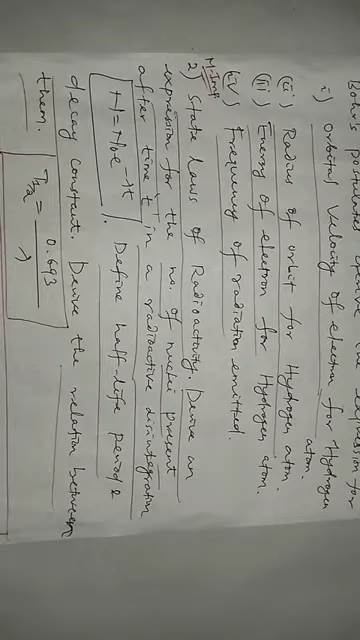 Bohr's postulates derive the expression for
i) Orbital Velocity of electron for Hydrogen
atom.
(ii) Radius of orbit for Hydrogen atom.
(iii) Energy of electron for Hydrogen atom.
(iv) Frequency of radiation emitted.
M.Imp
2) State Laws of Radioactivity. Derive an
expression for the no. of nuclei present
after time t in a radioactive disintegration
N = N0e^-λt. Define half-life period &
decay constant. Derive the relation between
them.
T1/2 = 0.693/λ